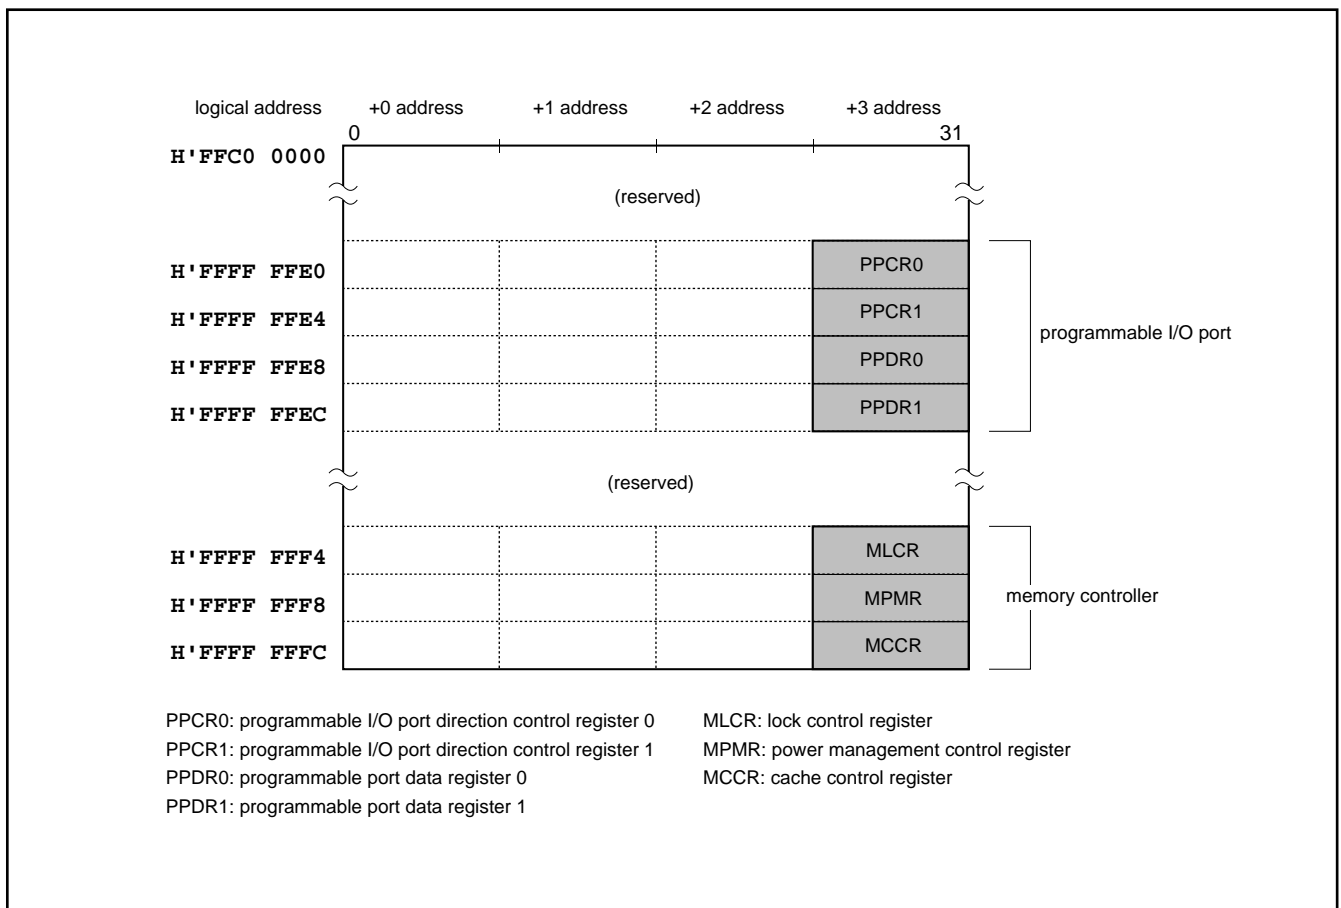 logical address +0 address +1 address +2 address +3 address
0 31
H'FFC0 0000
(reserved)
H'FFFF FFE0 PPCR0
H'FFFF FFE4 PPCR1
programmable I/O port
H'FFFF FFE8 PPDR0
H'FFFF FFEC PPDR1
(reserved)
H'FFFF FFF4 MLCR
H'FFFF FFF8 MPMR memory controller
H'FFFF FFFC MCCR
PPCR0: programmable I/O port direction control register 0 MLCR: lock control register
PPCR1: programmable I/O port direction control register 1 MPMR: power management control register
PPDR0: programmable port data register 0 MCCR: cache control register
PPDR1: programmable port data register 1